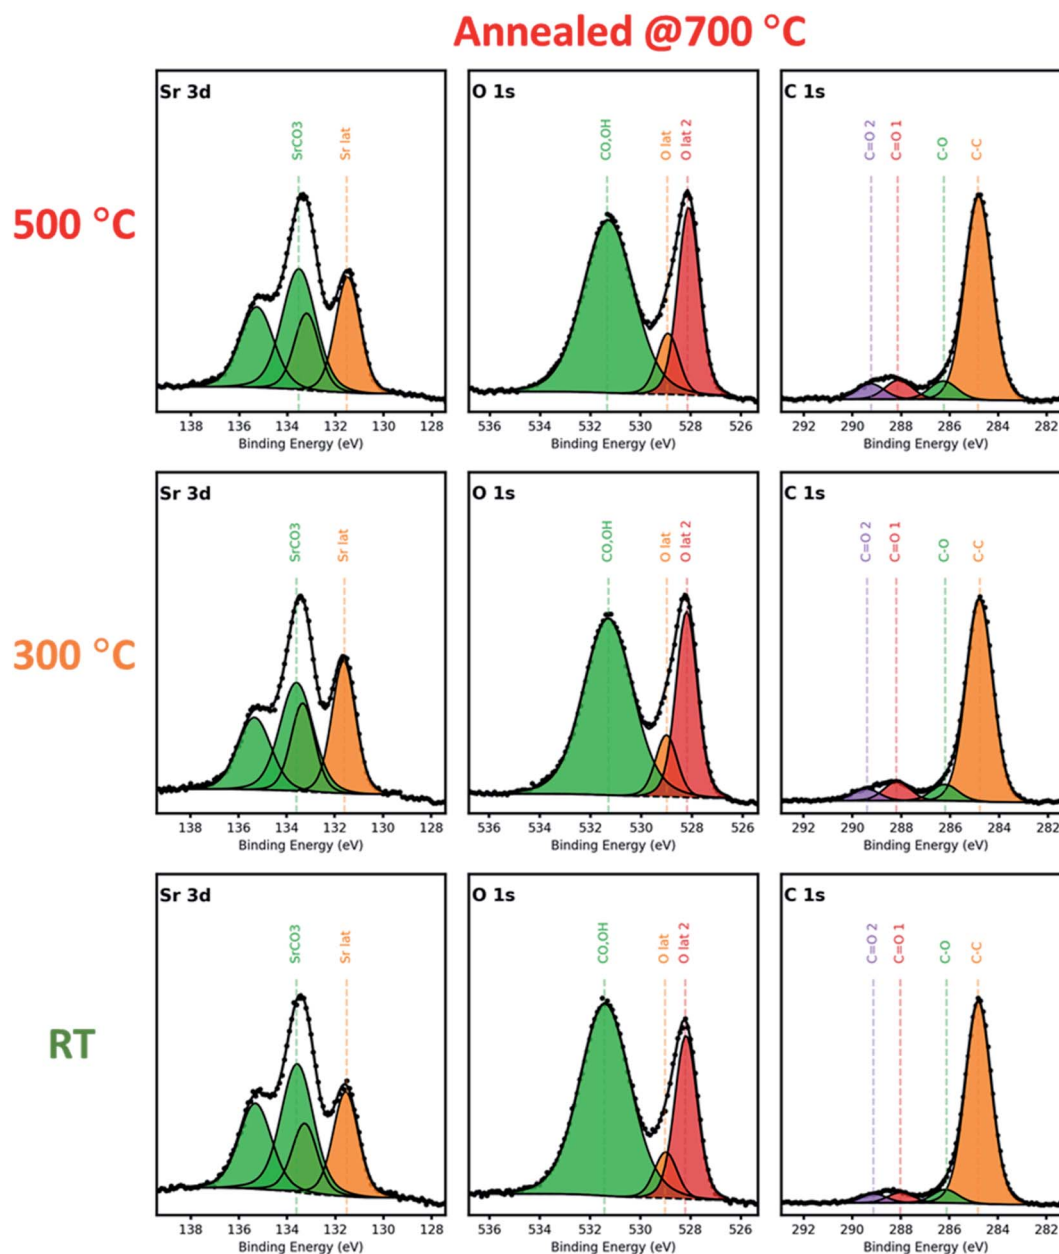 Annealed @700 °C
500 °C
Sr 3d
SrCO3
Sr lat
138 136 134 132 130 128
Binding Energy (eV)
O 1s
CO,OH
O lat
O lat 2
536 534 532 530 528 526
Binding Energy (eV)
C 1s
C=O 2
C=O 1
C-O
C-C
292 290 288 286 284 282
Binding Energy (eV)
300 °C
Sr 3d
SrCO3
Sr lat
138 136 134 132 130 128
Binding Energy (eV)
O 1s
CO,OH
O lat
O lat 2
536 534 532 530 528 526
Binding Energy (eV)
C 1s
C=O 2
C=O 1
C-O
C-C
292 290 288 286 284 282
Binding Energy (eV)
RT
Sr 3d
SrCO3
Sr lat
138 136 134 132 130 128
Binding Energy (eV)
O 1s
CO,OH
O lat
O lat 2
536 534 532 530 528 526
Binding Energy (eV)
C 1s
C=O 2
C=O 1
C-O
C-C
292 290 288 286 284 282
Binding Energy (eV)